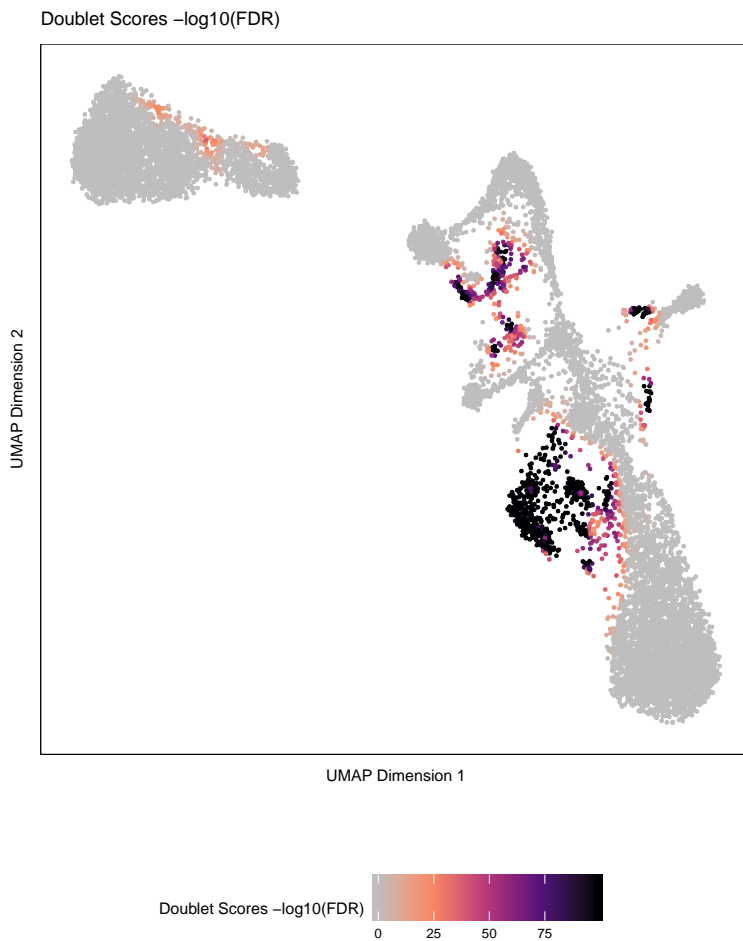 Doublet Scores −log10(FDR)
UMAP Dimension 2
UMAP Dimension 1
Doublet Scores −log10(FDR)
0 25 50 75